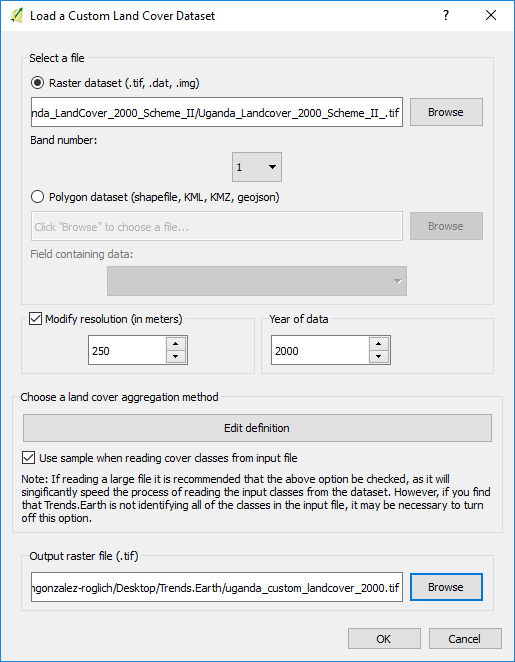 Load a Custom Land Cover Dataset
Select a file
Raster dataset (.tif, .dat, .img)
nda_LandCover_2000_Scheme_II/Uganda_Landcover_2000_Scheme_II_.tif
Browse
Band number:
1
Polygon dataset (shapefile, KML, KMZ, geojson)
Click "Browse" to choose a file...
Browse
Field containing data:
Modify resolution (in meters)
250
Year of data
2000
Choose a land cover aggregation method
Edit definition
Use sample when reading cover classes from input file
Note: If reading a large file it is recommended that the above option be checked, as it will
singificantly speed the process of reading the input classes from the dataset. However, if you find
that Trends.Earth is not identifying all of the classes in the input file, it may be necessary to turn
off this option.
Output raster file (.tif)
ngonzalez-roglich/Desktop/Trends.Earth/uganda_custom_landcover_2000.tif
Browse
OK
Cancel